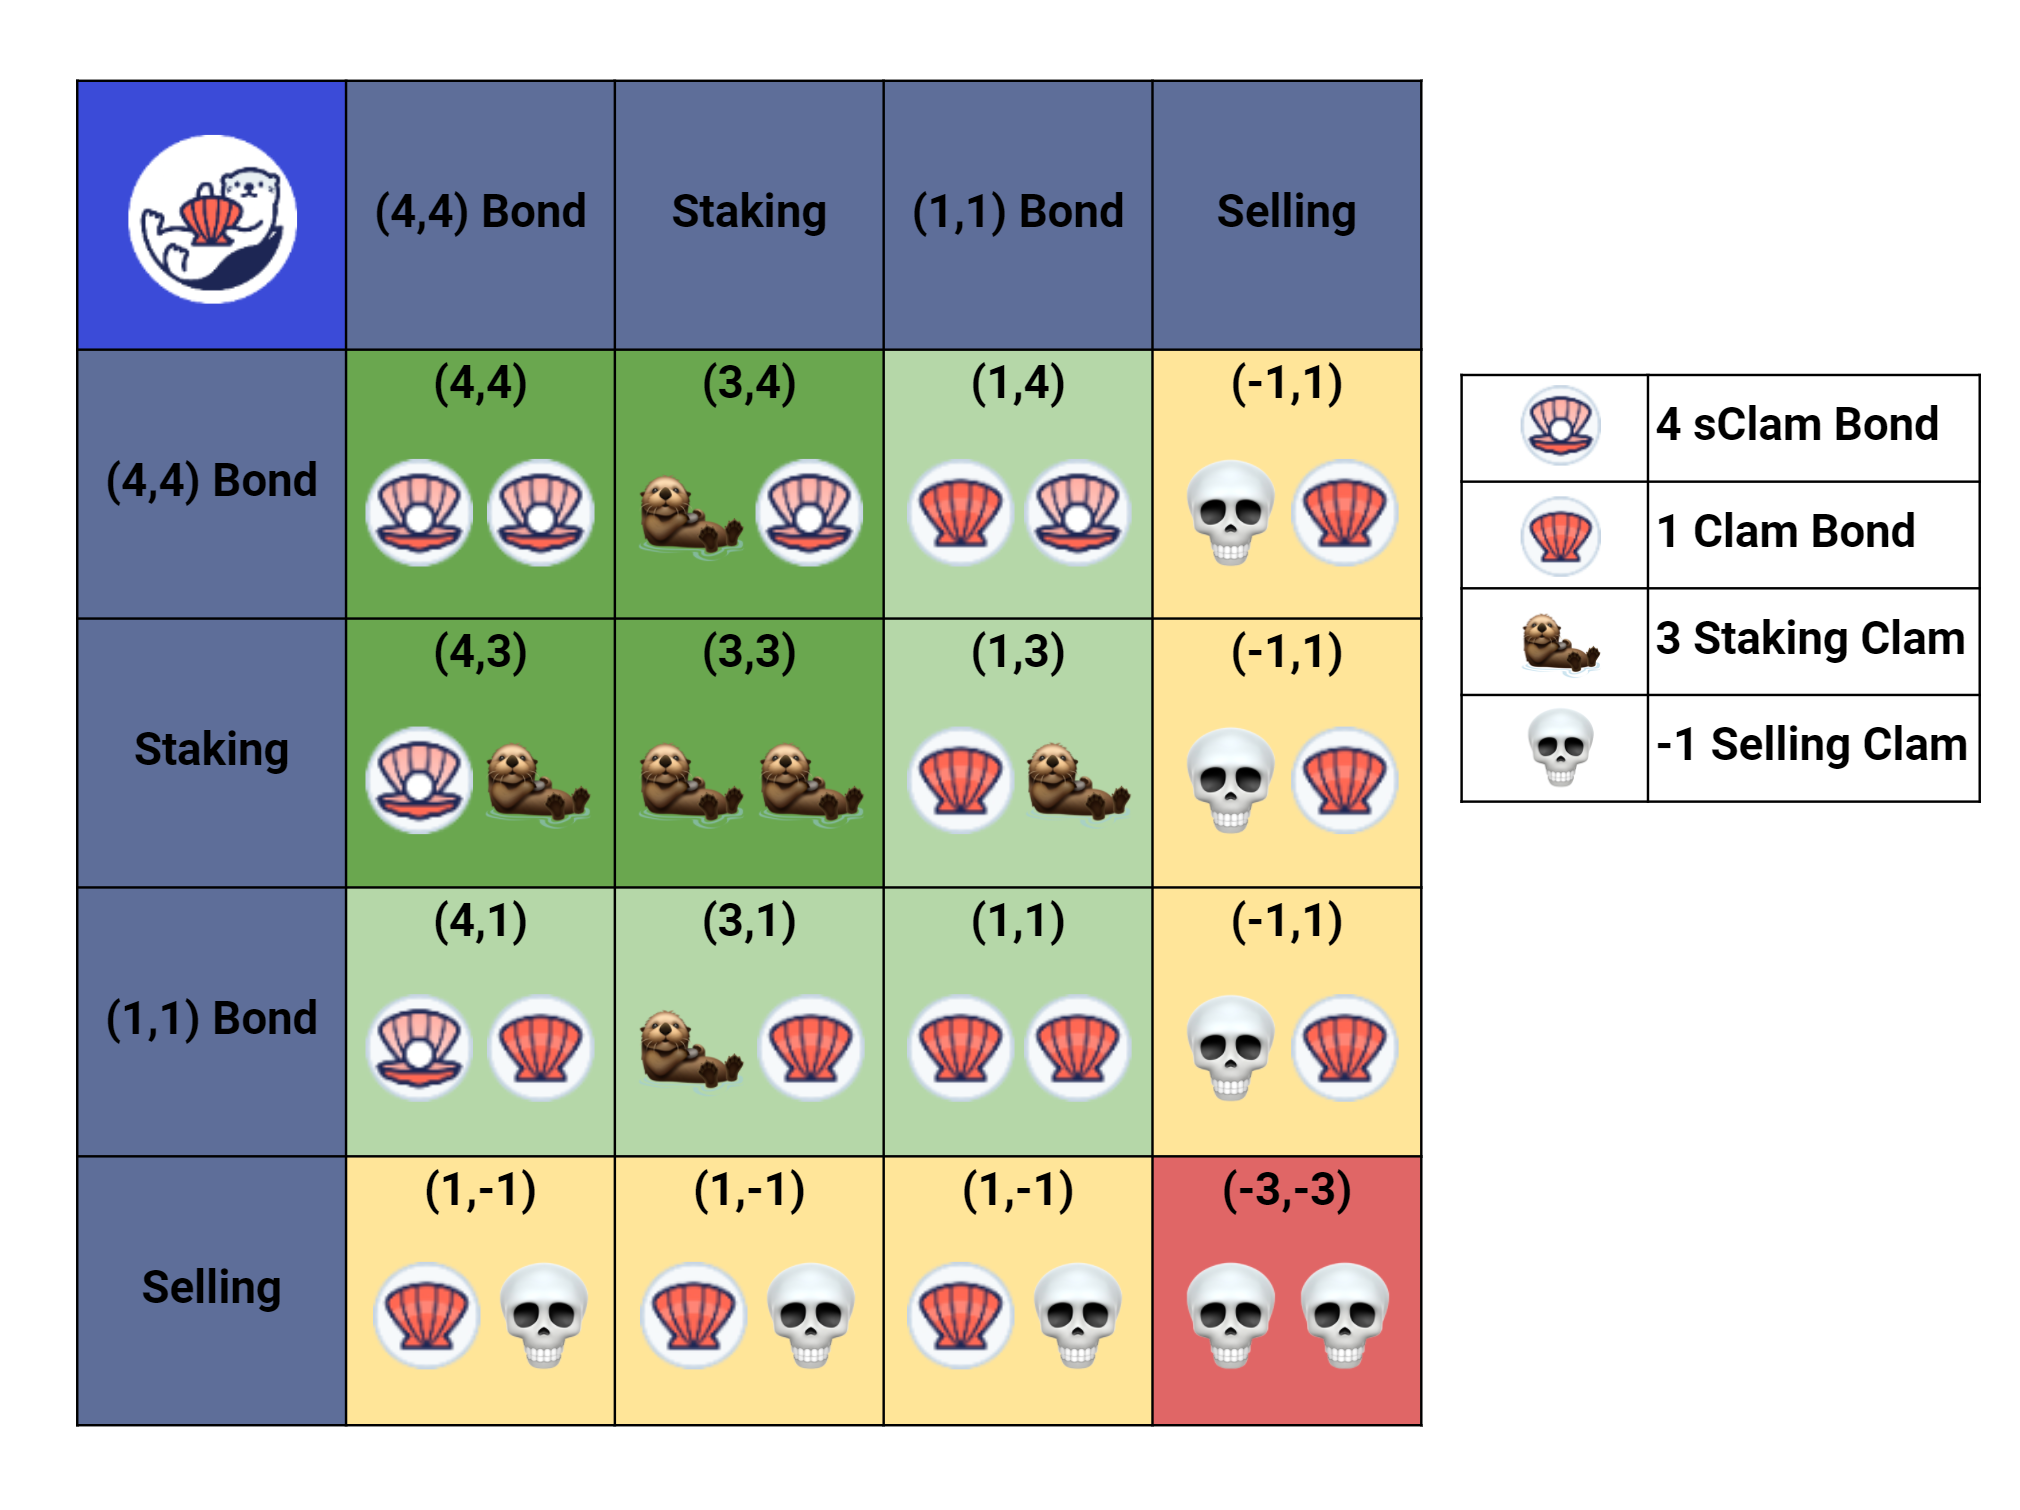 (4,4) Bond Staking (1,1) Bond Selling
(4,4) (3,4) (1,4) (-1,1)
(4,4) Bond
(4,3) (3,3) (1,3) (-1,1)
Staking
(4,1) (3,1) (1,1) (-1,1)
(1,1) Bond
(1,-1) (1,-1) (1,-1) (-3,-3)
Selling
4 sClam Bond
1 Clam Bond
3 Staking Clam
-1 Selling Clam